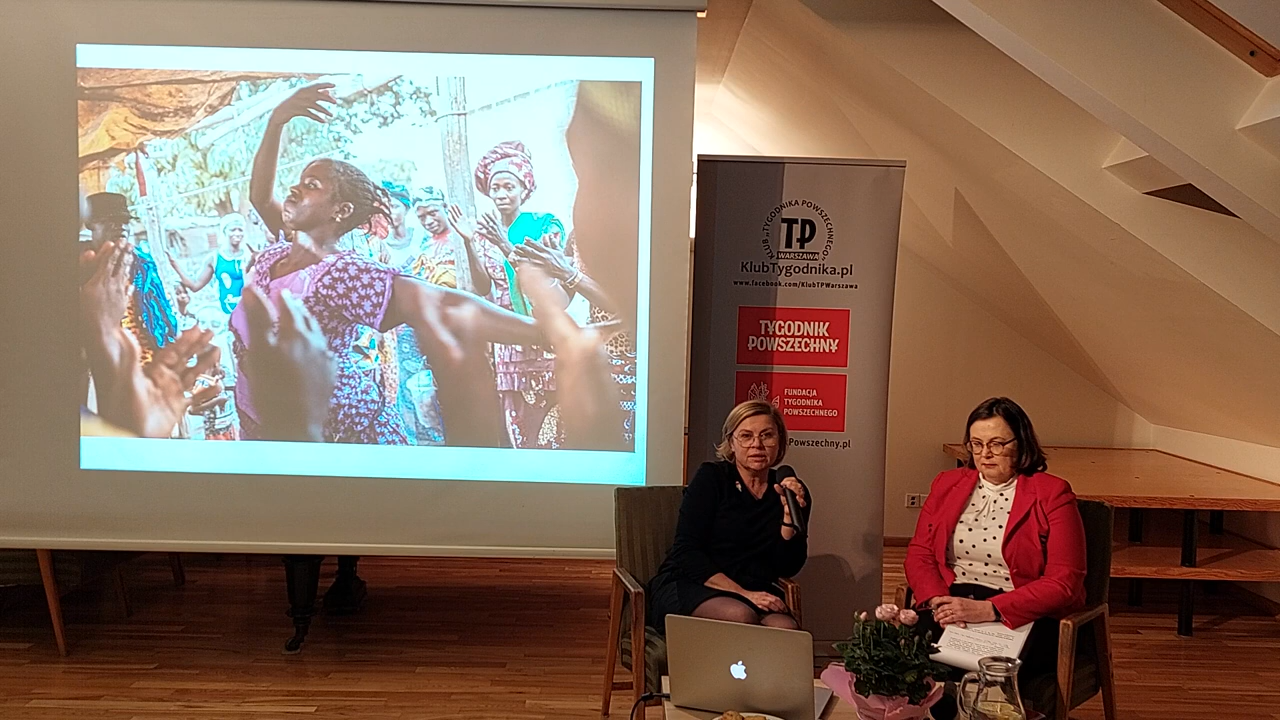 KLUB „TYGODNIKA POWSZECHNEGO”
TP
WARSZAWA
KlubTygodnika.pl
www.facebook.com/KlubTPWarszawa
TYGODNIK
POWSZECHNY
FUNDACJA
TYGODNIKA
POWSZECHNEGO
Powszechny.pl